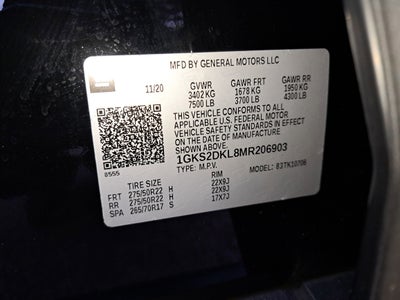 MFD BY GENERAL MOTORS LLC
11/20 GVWR GAWR FRT GAWR RR
3402 KG 1678 KG 1950 KG
7500 LB 3700 LB 4300 LB
THIS VEHICLE CONFORMS TO ALL
APPLICABLE U.S. FEDERAL MOTOR
VEHICLE SAFETY STANDARDS IN EFFECT
ON THE DATE OF MANUFACTURE
SHOWN ABOVE.
1GKS2DKL8MR206903
TYPE: M.P.V. MODEL: 83TK10706
8555
TIRE SIZE RIM
FRT 275/50R22 H 22X9J
RR 275/50R22 H 22X9J
SPA 265/70R17 S 17X7J